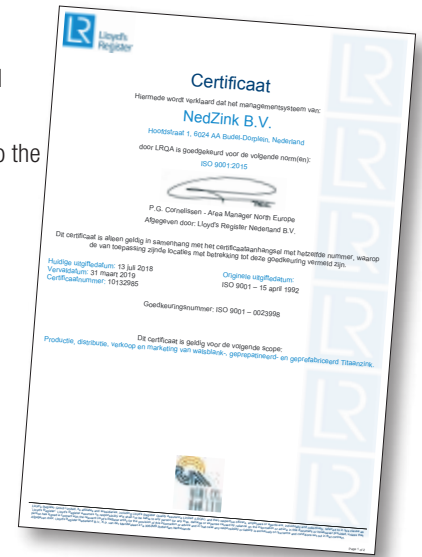 o the
Lloyd's
Register
Certificaat
Hiermede wordt verklaard dat het managementsysteem van:
NedZink B.V.
Hoofdstraat 1, 6024 AA Budel-Dorplein, Nederland
door LRQA is goedgekeurd voor de volgende norm(en):
ISO 9001:2015
P.G. Cornelissen - Area Manager North Europe
Afgegeven door: Lloyd's Register Nederland B.V.
Dit certificaat is alleen geldig in samenhang met het certificaataanhangsel met hetzelfde nummer, waarop
de van toepassing zijnde locaties met betrekking tot deze goedkeuring vermeld zijn.
Huidige uitgiftedatum: 13 juli 2018
Vervaldatum: 31 maart 2019
Certificaatnummer: 10132985
Originele uitgiftedatum:
ISO 9001 – 15 april 1992
Goedkeuringsnummer: ISO 9001 – 0023998
Dit certificaat is geldig voor de volgende scope:
Productie, distributie, verkoop en marketing van walsblank-, geprepatineerd- en geprefabriceerd Titaanzink.